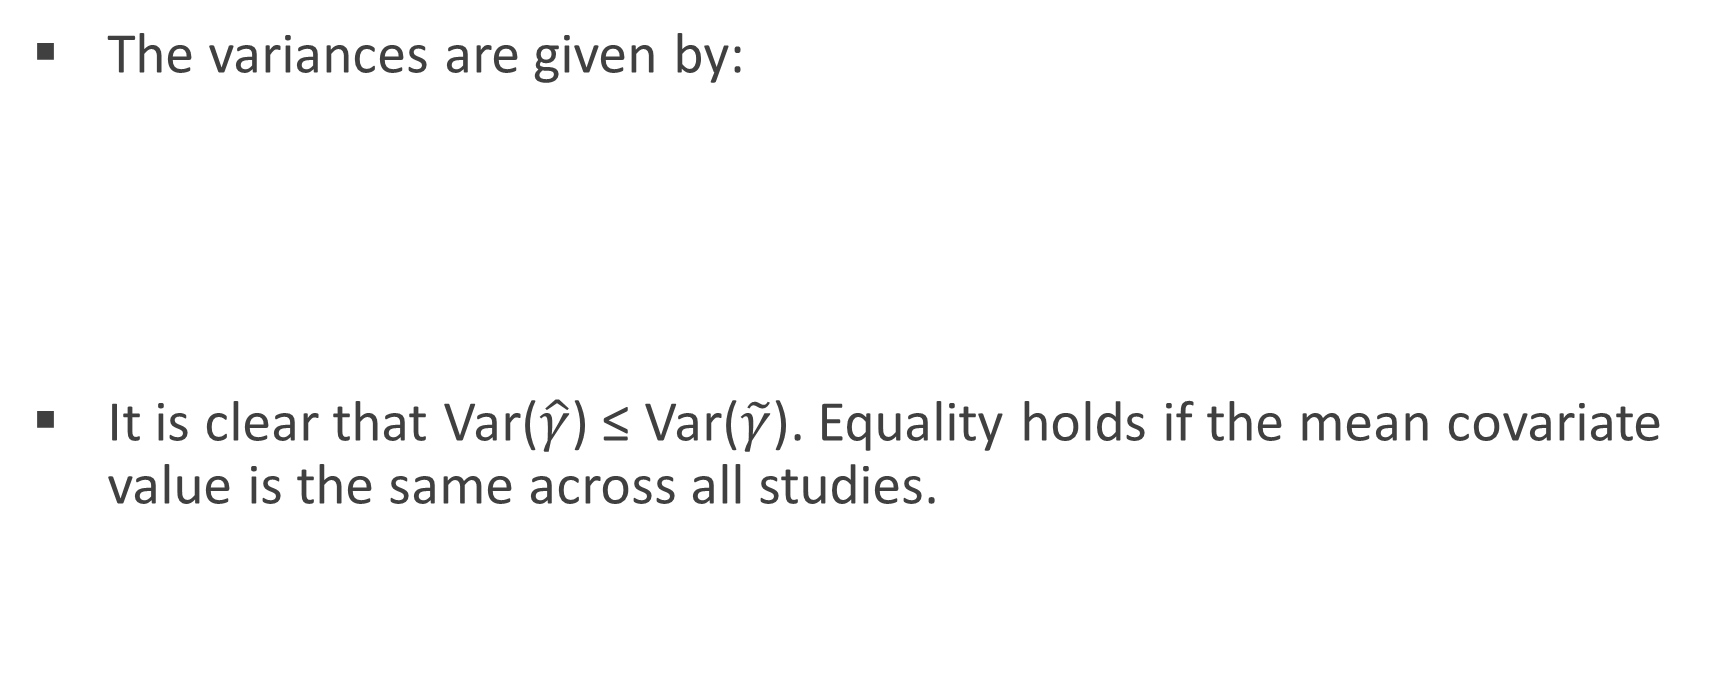 ▪ The variances are given by:
▪ It is clear that Var(γ̂) ≤ Var(γ̃). Equality holds if the mean covariate
value is the same across all studies.